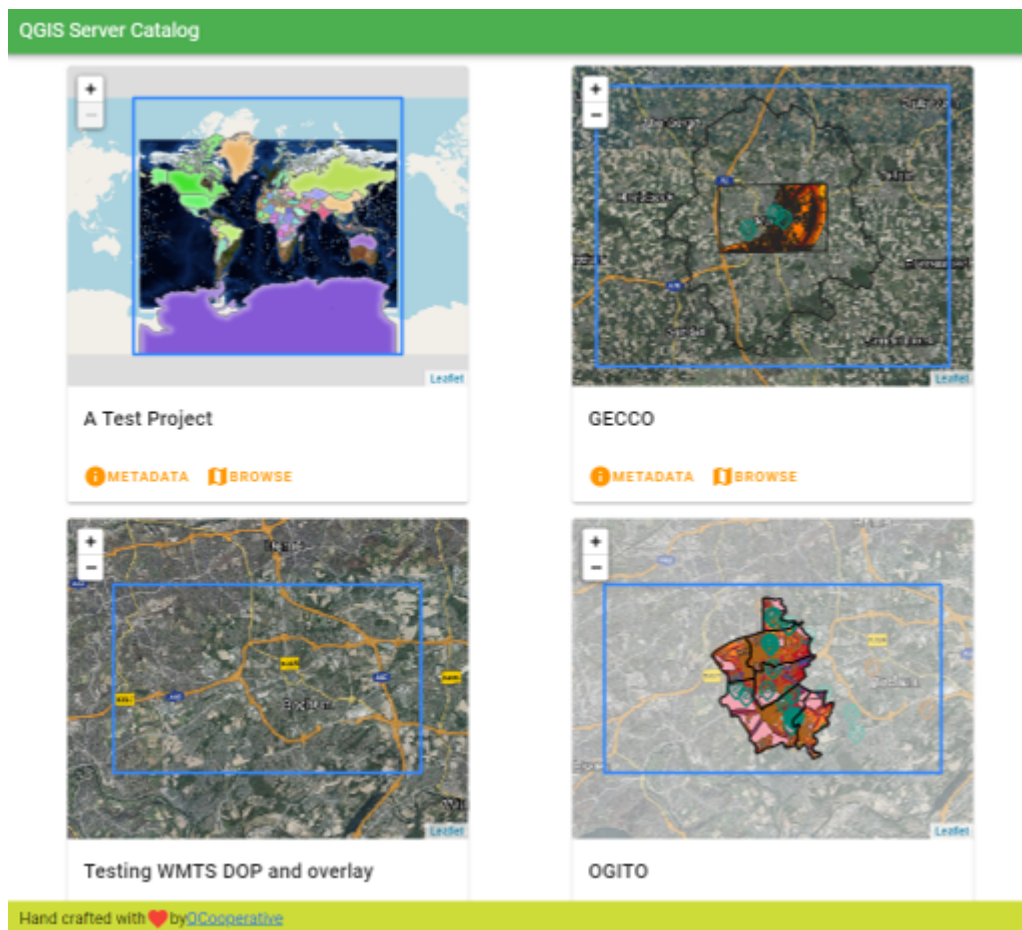 QGIS Server Catalog
+
−
Leaflet
+
−
Leaflet
A Test Project
GECCO
METADATA BROWSE
METADATA BROWSE
+
−
Leaflet
+
−
Leaflet
Testing WMTS DOP and overlay
OGITO
Hand crafted with ❤ by QCooperative